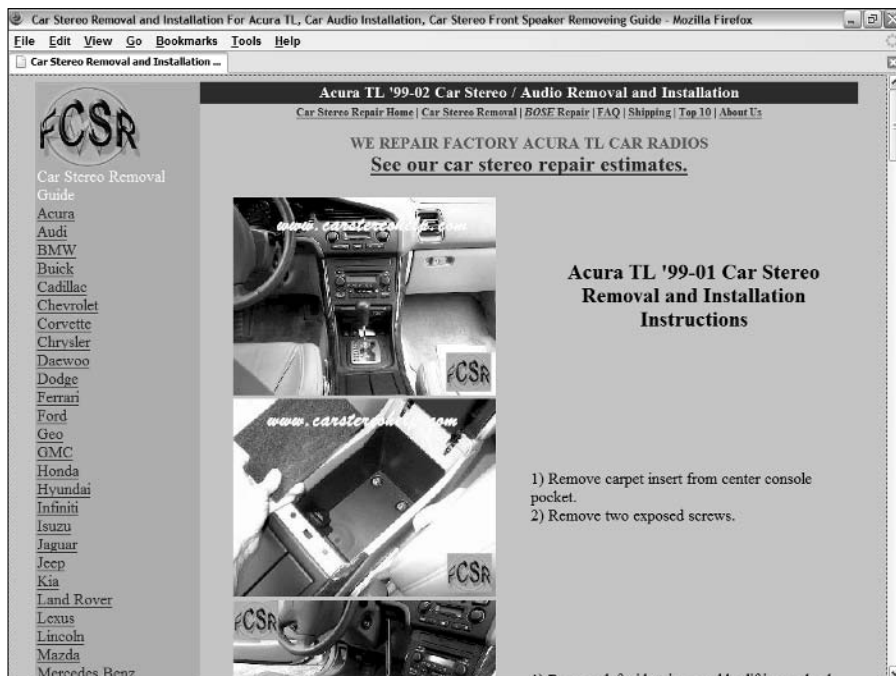 Car Stereo Removal and Installation For Acura TL, Car Audio Installation, Car Stereo Front Speaker Removeing Guide - Mozilla Firefox
File Edit View Go Bookmarks Tools Help
Car Stereo Removal and Installation ...
FCSR
Car Stereo Removal
Guide
Acura
Audi
BMW
Buick
Cadillac
Chevrolet
Corvette
Chrysler
Daewoo
Dodge
Ferrari
Ford
Geo
GMC
Honda
Hyundai
Infiniti
Isuzu
Jaguar
Jeep
Kia
Land Rover
Lexus
Lincoln
Mazda
Mercedes Benz
Acura TL '99-02 Car Stereo / Audio Removal and Installation
Car Stereo Repair Home | Car Stereo Removal | BOSE Repair | FAQ | Shipping | Top 10 | About Us
WE REPAIR FACTORY ACURA TL CAR RADIOS
See our car stereo repair estimates.
www.carstereohelp.com
FCSR
Acura TL '99-01 Car Stereo
Removal and Installation
Instructions
www.carstereohelp.com
FCSR
1) Remove carpet insert from center console
pocket.
2) Remove two exposed screws.
FCSR